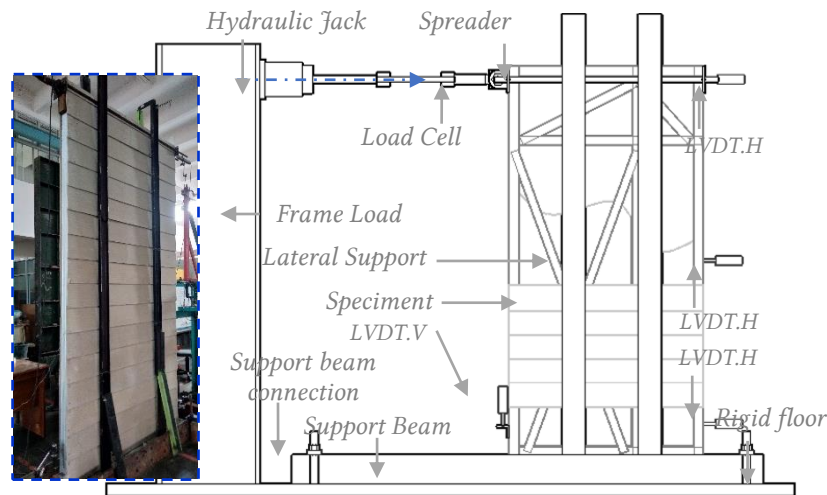 Hydraulic Jack
Spreader
Load Cell
LVDT.H
Frame Load
Lateral Support
Speciment
LVDT.V
LVDT.H
LVDT.H
Support beam
connection
Support Beam
Rigid floor